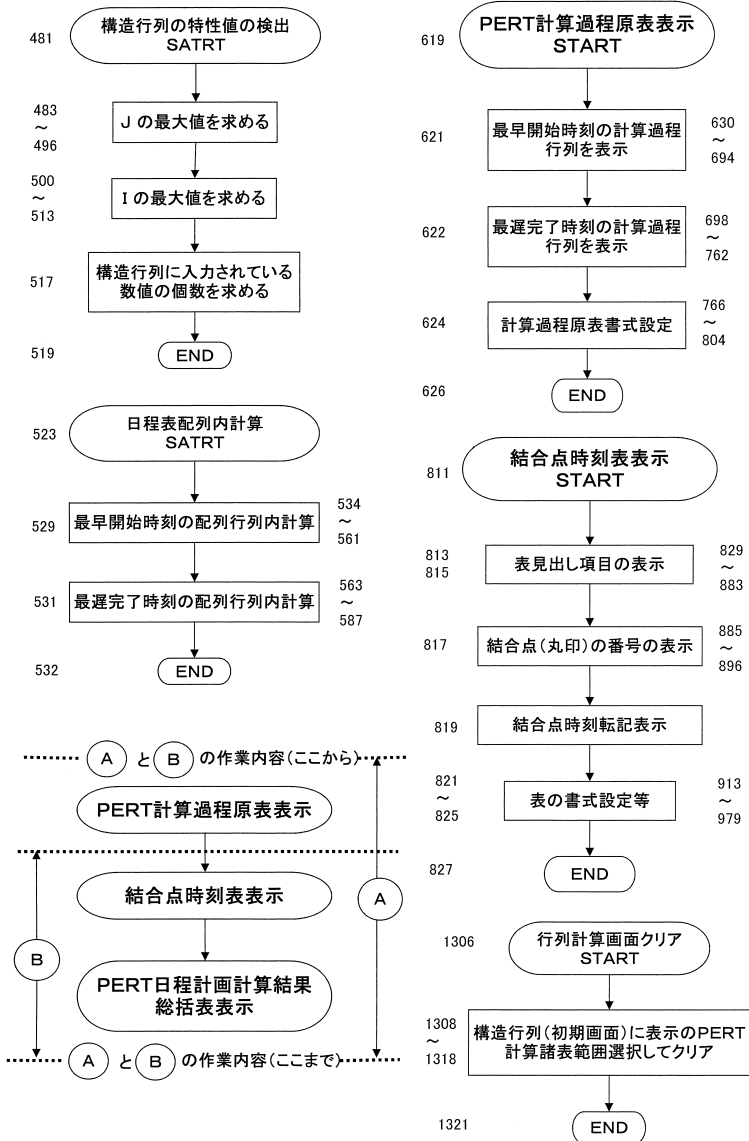 481
構造行列の特性値の検出
SATRT
483
～
496
Jの最大値を求める
500
～
513
Iの最大値を求める
517
構造行列に入力されている
数値の個数を求める
519
END
523
日程表配列内計算
SATRT
529
最早開始時刻の配列行列内計算
534
～
561
531
最遅完了時刻の配列行列内計算
563
～
587
532
END
AとBの作業内容(ここから)
PERT計算過程原表表示
結合点時刻表表示
PERT日程計画計算結果
総括表表示
B
A
AとBの作業内容(ここまで)
619
PERT計算過程原表表示
START
621
最早開始時刻の計算過程
行列を表示
630
～
694
622
最遅完了時刻の計算過程
行列を表示
698
～
762
624
計算過程原表書式設定
766
～
804
626
END
811
結合点時刻表表示
START
813
815
表見出し項目の表示
829
～
883
817
結合点(丸印)の番号の表示
885
～
896
819
結合点時刻転記表示
821
～
825
表の書式設定等
913
～
979
827
END
1306
行列計算画面クリア
START
1308
～
1318
構造行列(初期画面)に表示のPERT
計算諸表範囲選択してクリア
1321
END